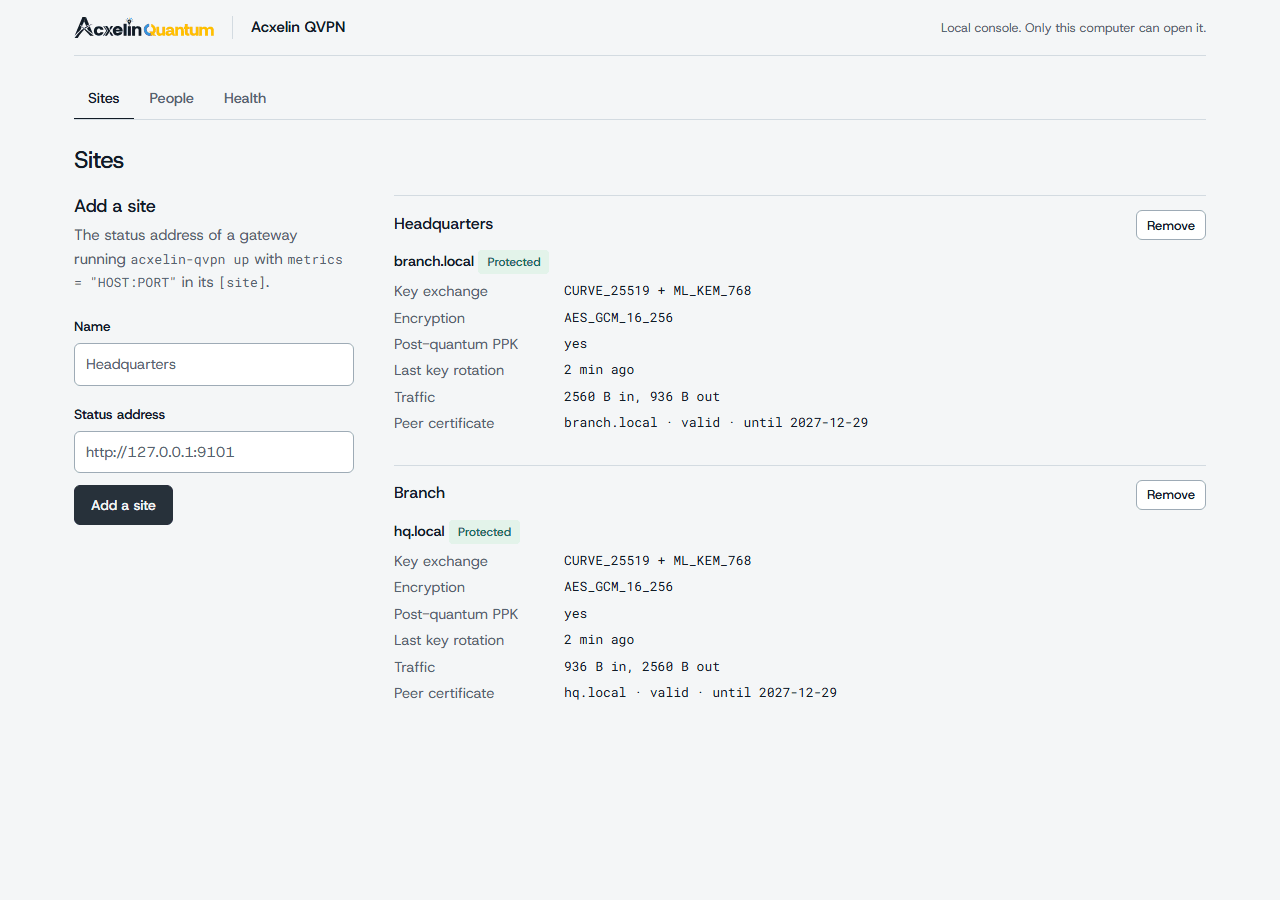 Acxelin Quantum
Acxelin QVPN
Local console. Only this computer can open it.
Sites People Health
Sites
Add a site
The status address of a gateway
running acxelin-qvpn up with metrics
= "HOST:PORT" in its [site].
Name
Headquarters
Status address
http://127.0.0.1:9101
Add a site
Headquarters
Remove
branch.local Protected
Key exchange CURVE_25519 + ML_KEM_768
Encryption AES_GCM_16_256
Post-quantum PPK yes
Last key rotation 2 min ago
Traffic 2560 B in, 936 B out
Peer certificate branch.local · valid · until 2027-12-29
Branch
Remove
hq.local Protected
Key exchange CURVE_25519 + ML_KEM_768
Encryption AES_GCM_16_256
Post-quantum PPK yes
Last key rotation 2 min ago
Traffic 936 B in, 2560 B out
Peer certificate hq.local · valid · until 2027-12-29